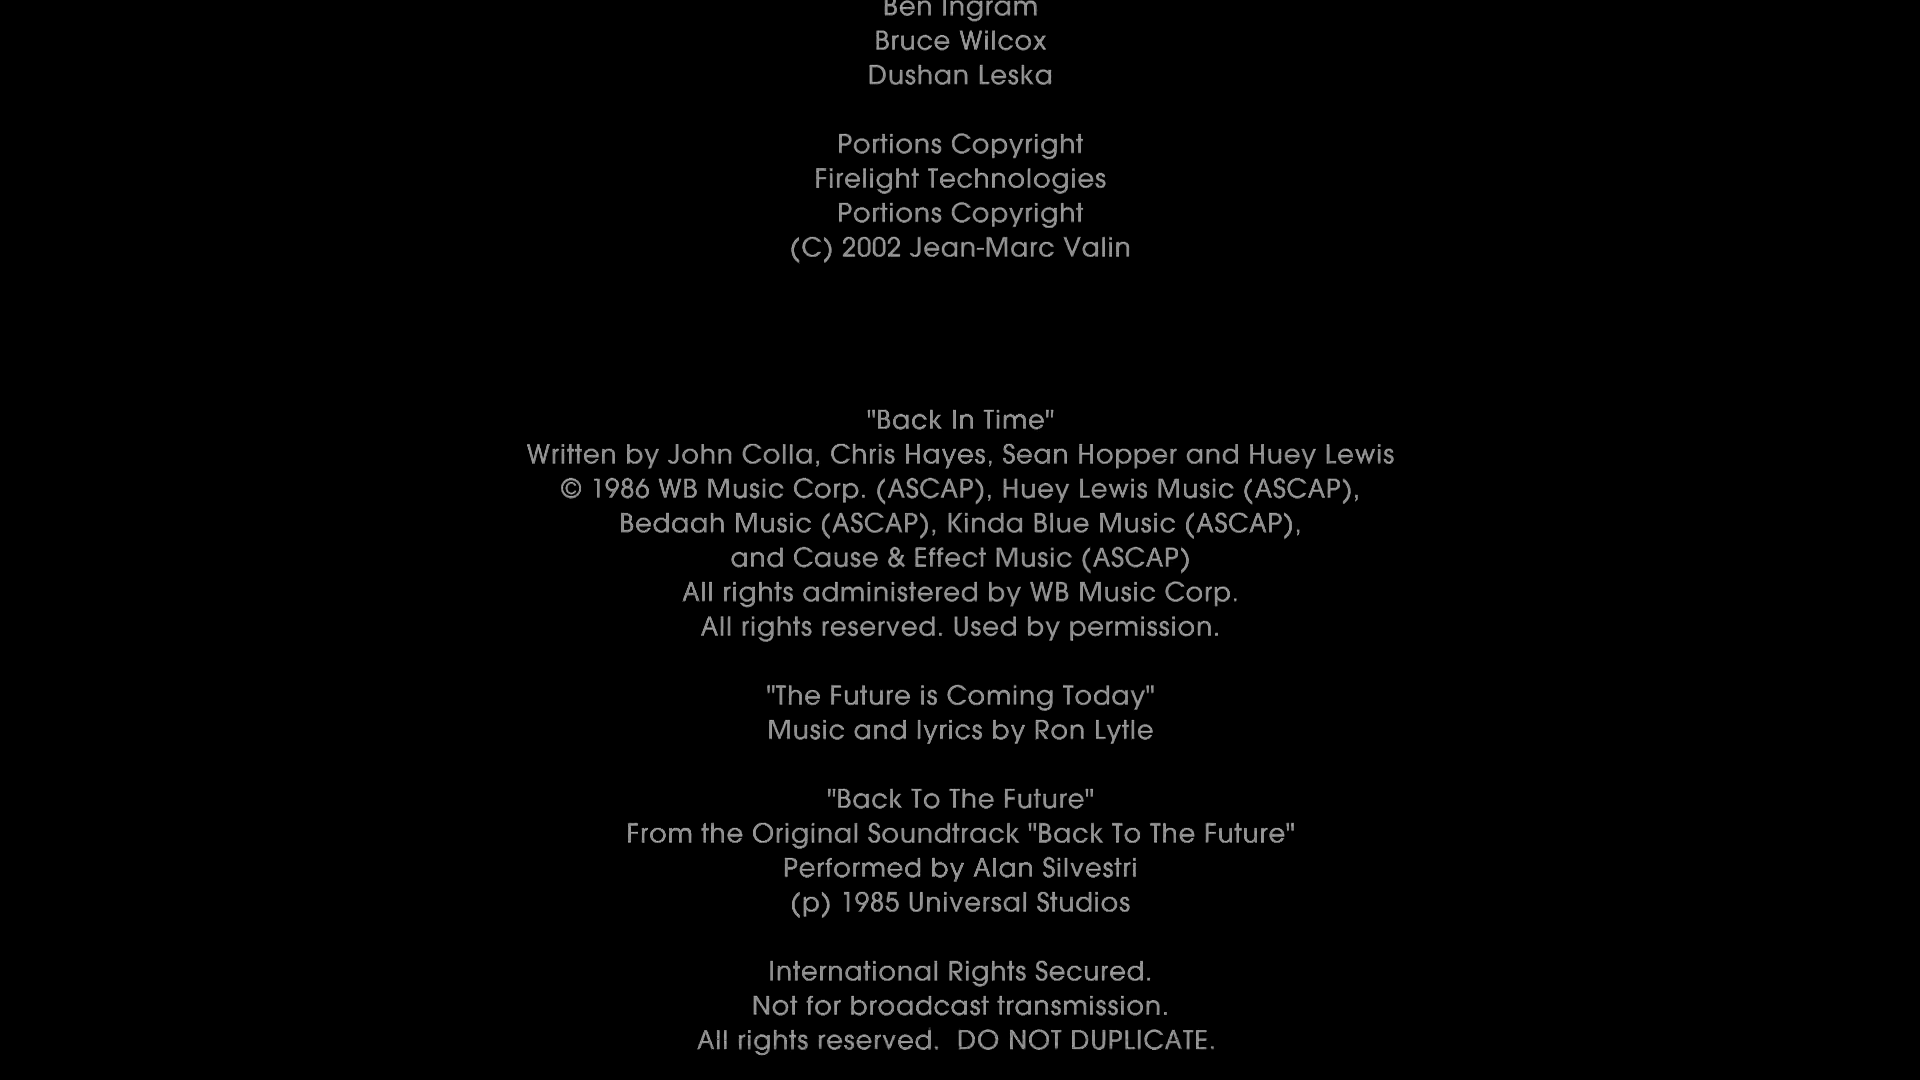 Ben Ingram
Bruce Wilcox
Dushan Leska
Portions Copyright
Firelight Technologies
Portions Copyright
(C) 2002 Jean-Marc Valin
"Back In Time"
Written by John Colla, Chris Hayes, Sean Hopper and Huey Lewis
© 1986 WB Music Corp. (ASCAP), Huey Lewis Music (ASCAP),
Bedaah Music (ASCAP), Kinda Blue Music (ASCAP),
and Cause & Effect Music (ASCAP)
All rights administered by WB Music Corp.
All rights reserved. Used by permission.
"The Future is Coming Today"
Music and lyrics by Ron Lytle
"Back To The Future"
From the Original Soundtrack "Back To The Future"
Performed by Alan Silvestri
(p) 1985 Universal Studios
International Rights Secured.
Not for broadcast transmission.
All rights reserved.  DO NOT DUPLICATE.